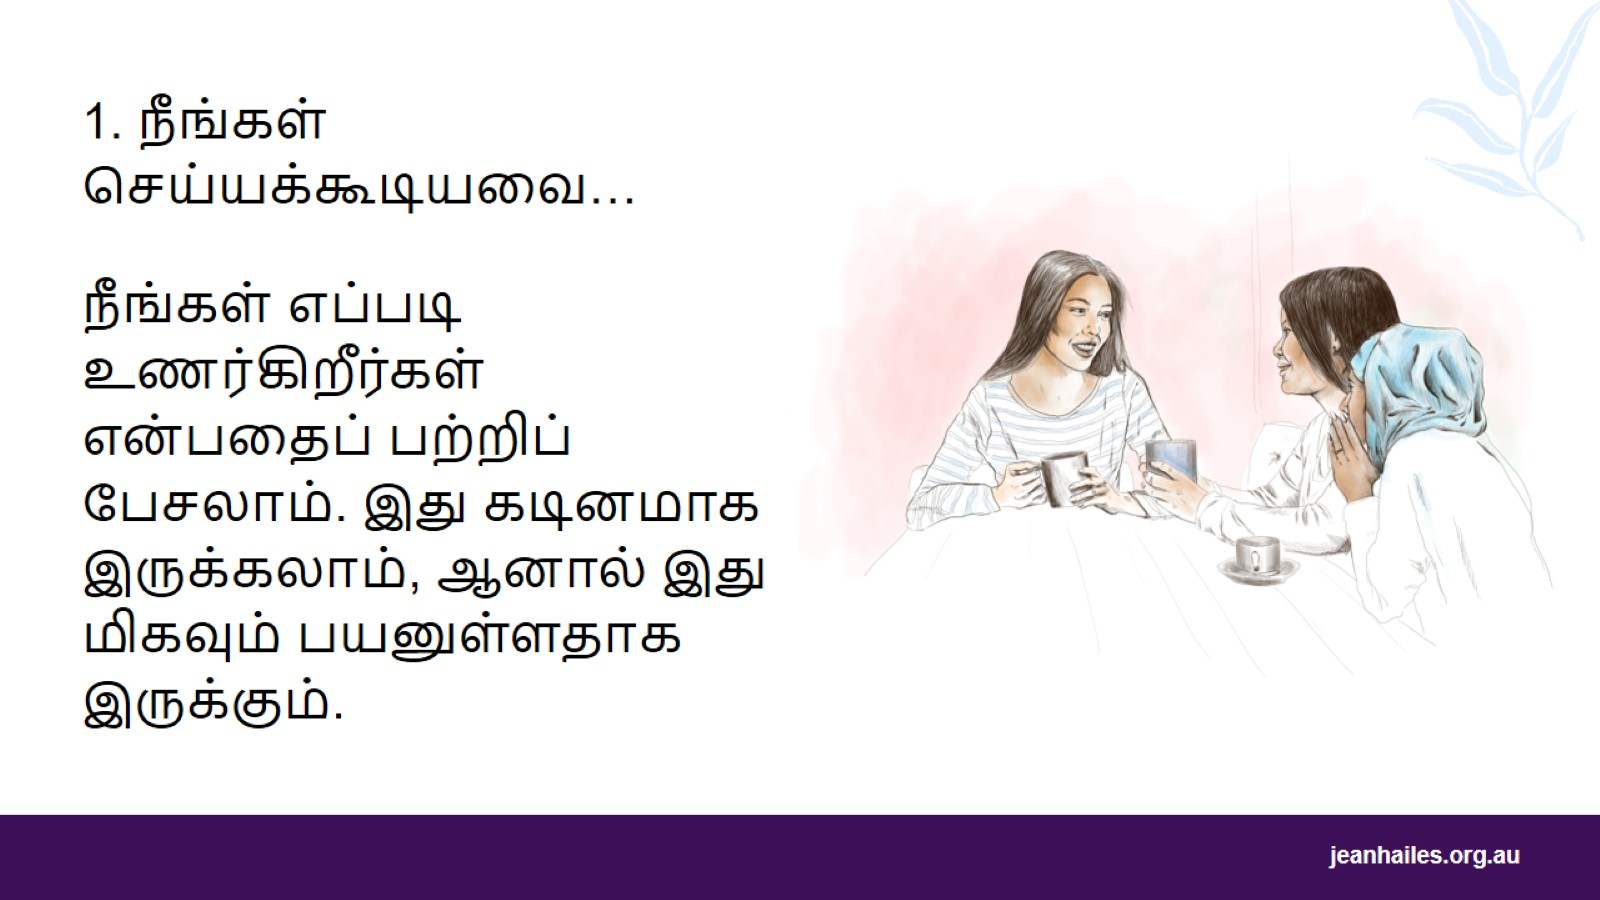 1. நீங்கள்
செய்யக்கூடியவை...
நீங்கள் எப்படி
உணர்கிறீர்கள்
என்பதைப் பற்றிப்
பேசலாம். இது கடினமாக
இருக்கலாம், ஆனால் இது
மிகவும் பயனுள்ளதாக
இருக்கும்.
jeanhailes.org.au